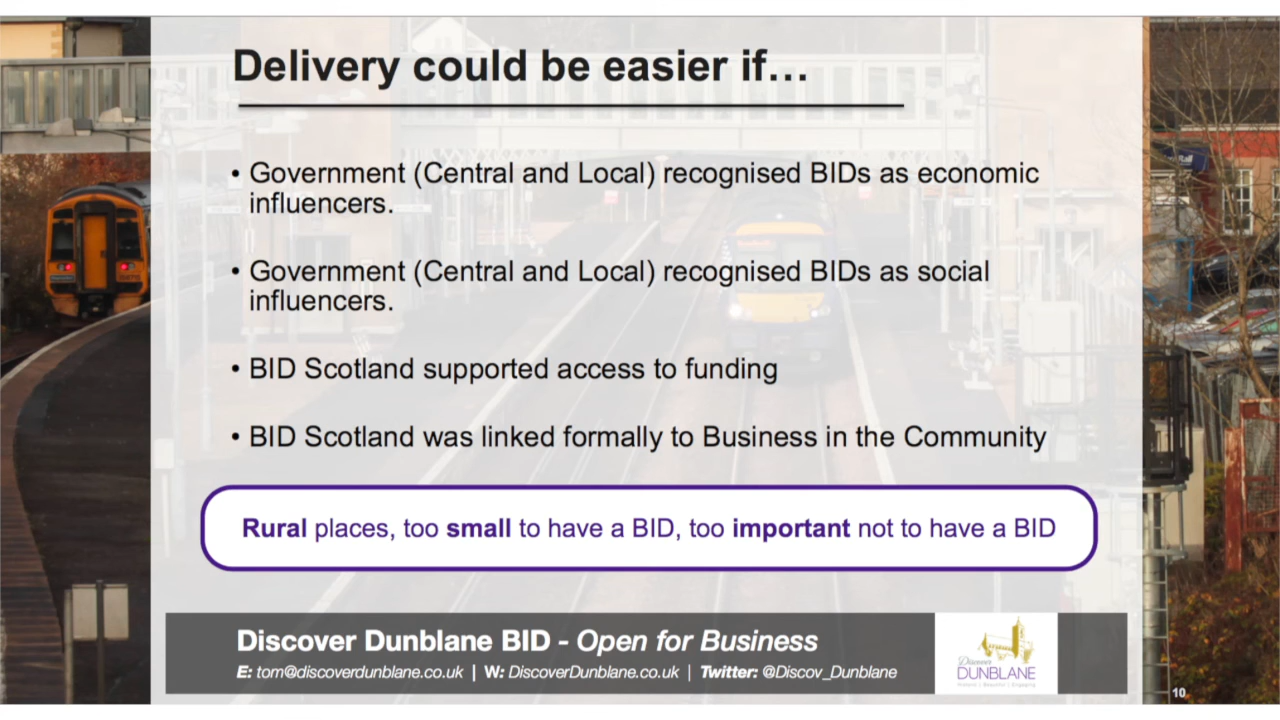 Delivery could be easier if…
• Government (Central and Local) recognised BIDs as economic
influencers.
• Government (Central and Local) recognised BIDs as social
influencers.
• BID Scotland supported access to funding
• BID Scotland was linked formally to Business in the Community
Rural places, too small to have a BID, too important not to have a BID
Discover Dunblane BID - Open for Business
E: tom@discoverdunblane.co.uk | W: DiscoverDunblane.co.uk | Twitter: @Discov_Dunblane
Discover
DUNBLANE
10